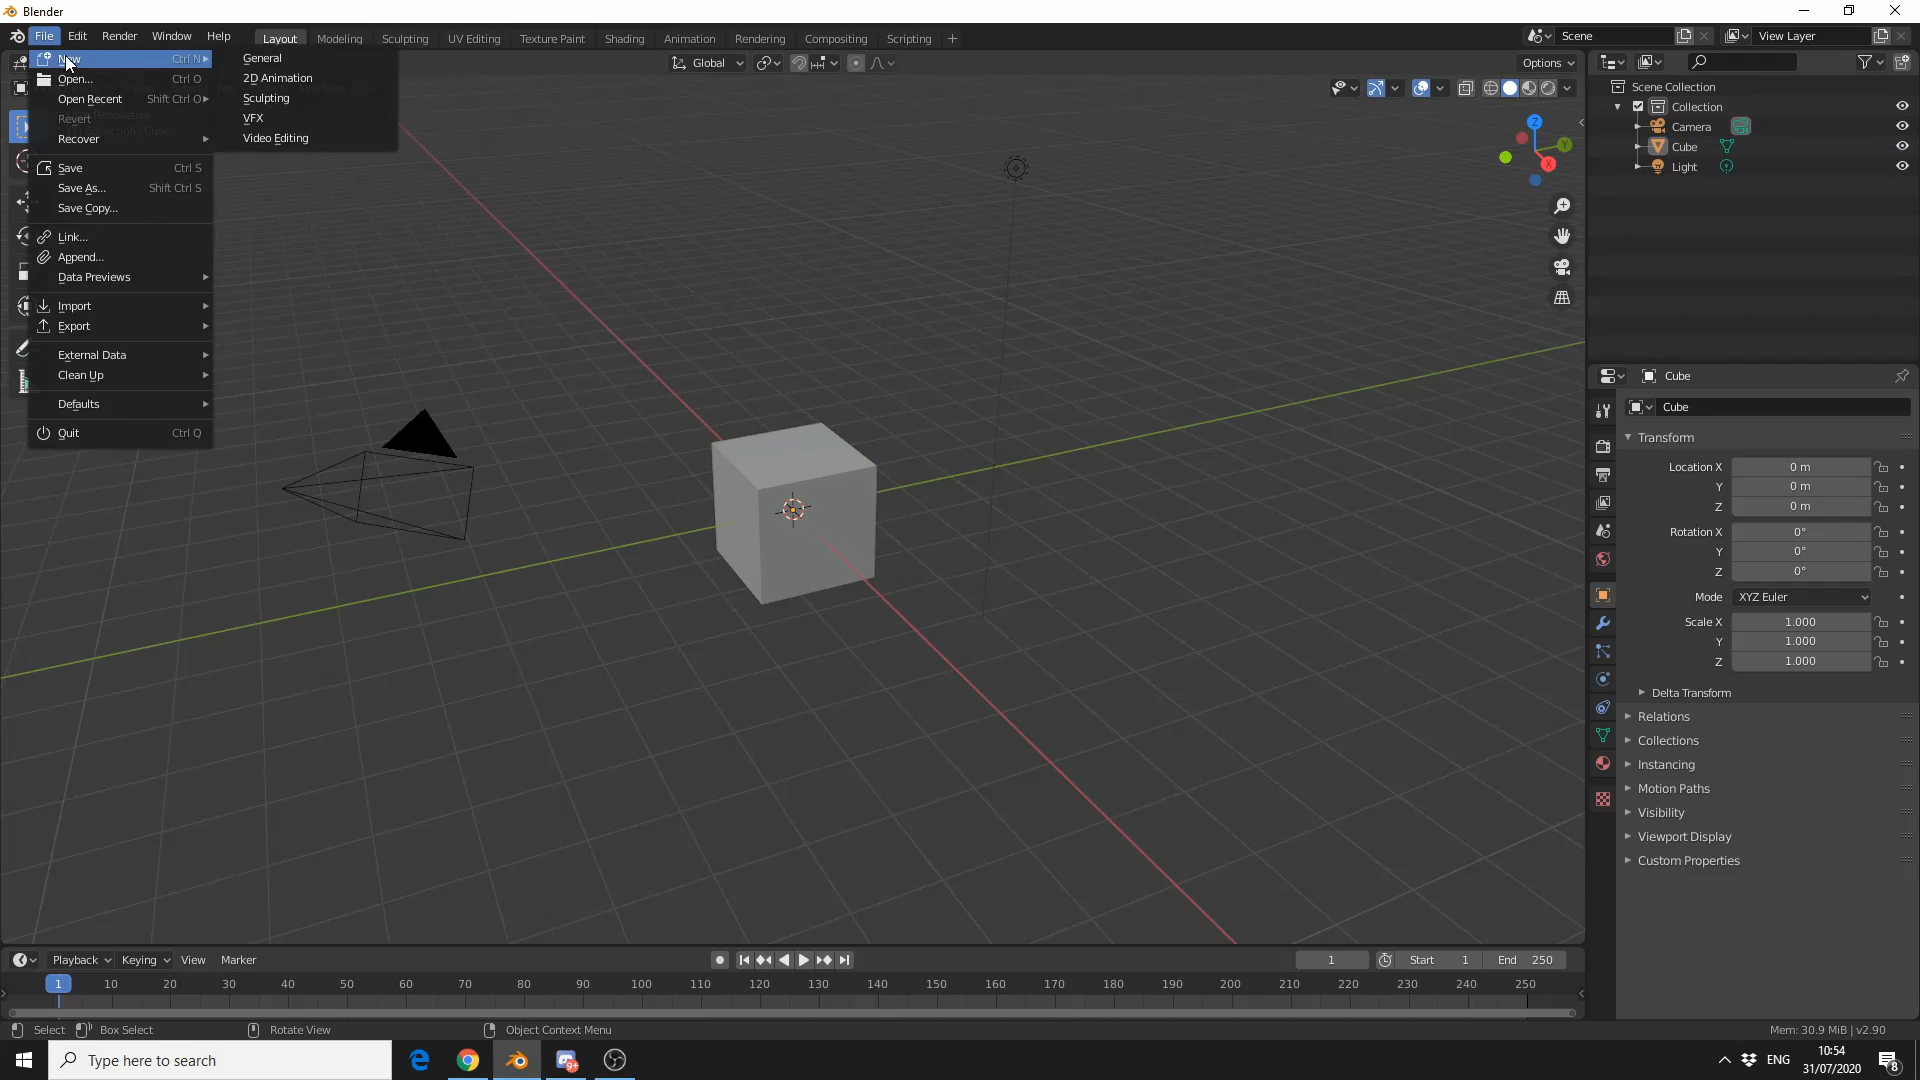 Blender
File Edit Render Window Help Layout Modeling Sculpting UV Editing Texture Paint Shading Animation Rendering Compositing Scripting + Scene View Layer
New Ctrl N
Open... Ctrl O
Open Recent Shift Ctrl O
Revert
Recover
Save Ctrl S
Save As... Shift Ctrl S
Save Copy...
Link...
Append...
Data Previews
Import
Export
External Data
Clean Up
Defaults
Quit Ctrl Q
General
2D Animation
Sculpting
VFX
Video Editing
Global
Options
Z
Y
X
Scene Collection
Collection
Camera
Cube
Light
Cube
Cube
Transform
Location X 0 m
Y 0 m
Z 0 m
Rotation X 0°
Y 0°
Z 0°
Mode XYZ Euler
Scale X 1.000
Y 1.000
Z 1.000
Delta Transform
Relations
Collections
Instancing
Motion Paths
Visibility
Viewport Display
Custom Properties
Playback Keying View Marker 1 Start 1 End 250
1 10 20 30 40 50 60 70 80 90 100 110 120 130 140 150 160 170 180 190 200 210 220 230 240 250
Select Box Select Rotate View Object Context Menu Mem: 30.9 MiB | v2.90
Type here to search
9+
ENG
10:54
31/07/2020
8